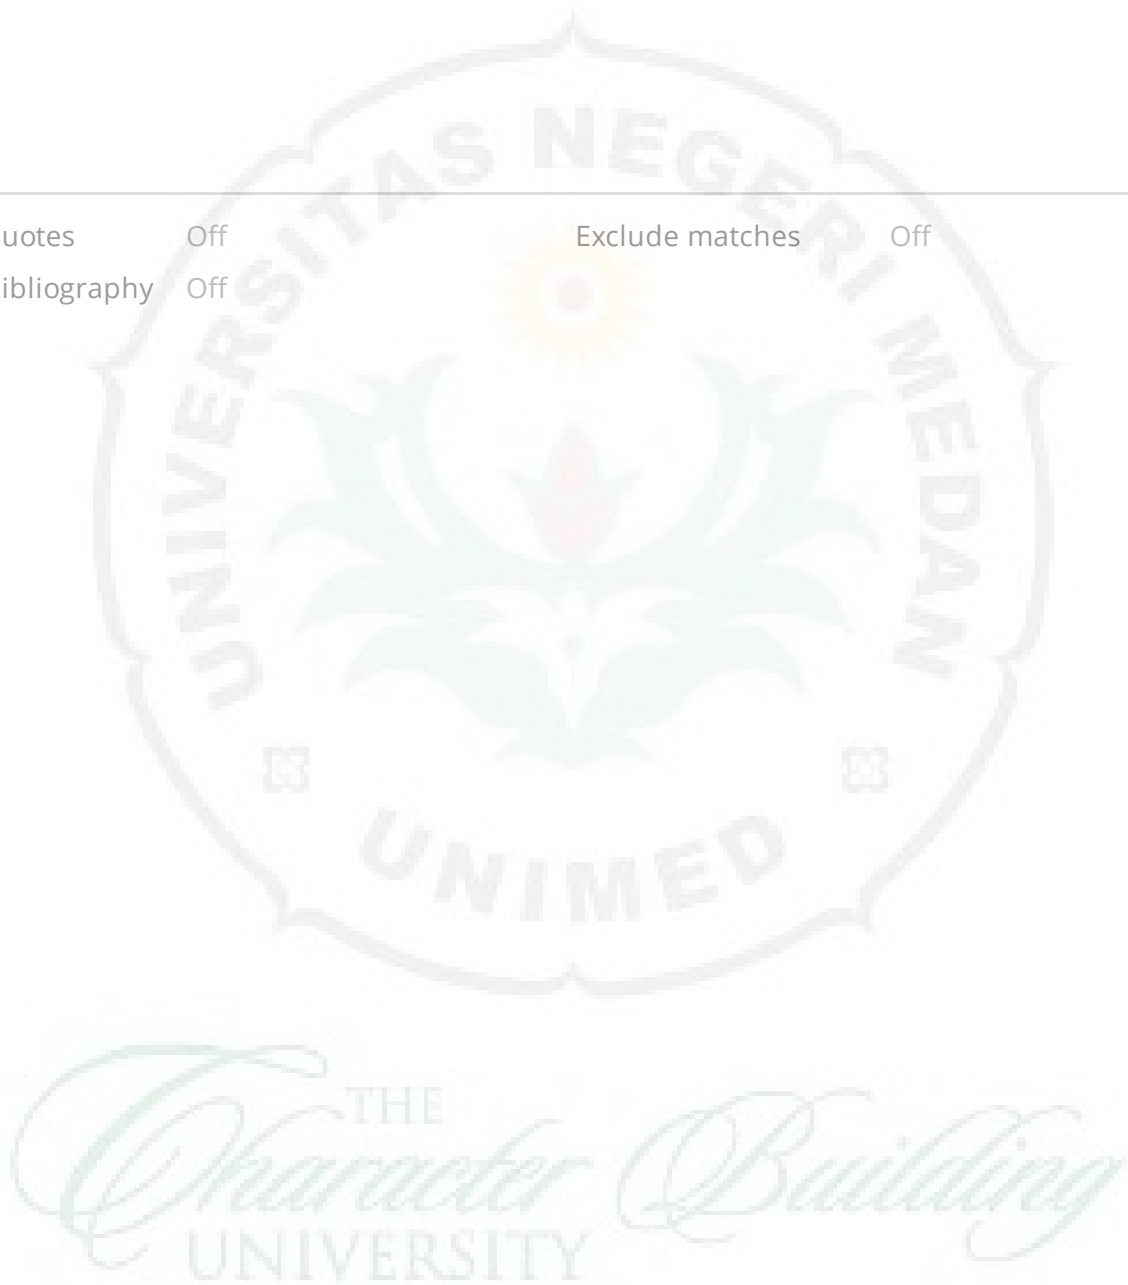 UNIVERSITAS NEGERI MEDAN
uotes Off Exclude matches Off
ibliography Off
UNIMED
THE
Character Building
UNIVERSITY